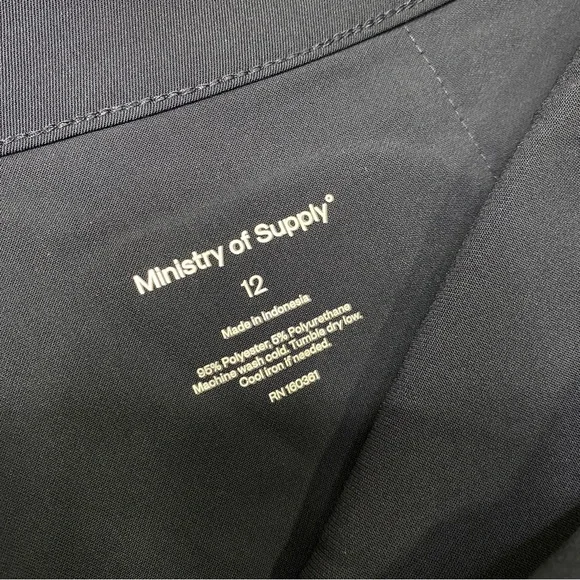 Ministry of Supply°
12
Made in Indonesia
95% Polyester, 5% Polyurethane
Machine wash cold. Tumble dry low.
Cool Iron if needed.
RN 160361